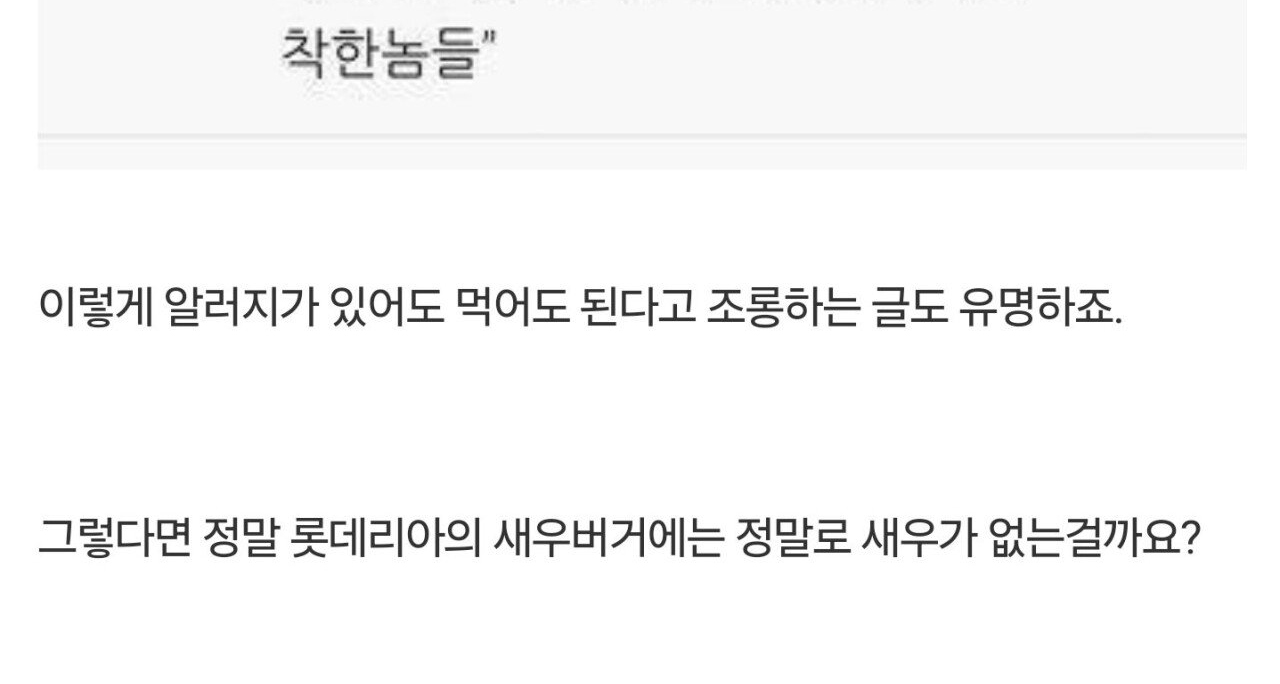 착한놈들"
이렇게 알러지가 있어도 먹어도 된다고 조롱하는 글도 유명하죠.
그렇다면 정말 롯데리아의 새우버거에는 정말로 새우가 없는걸까요?